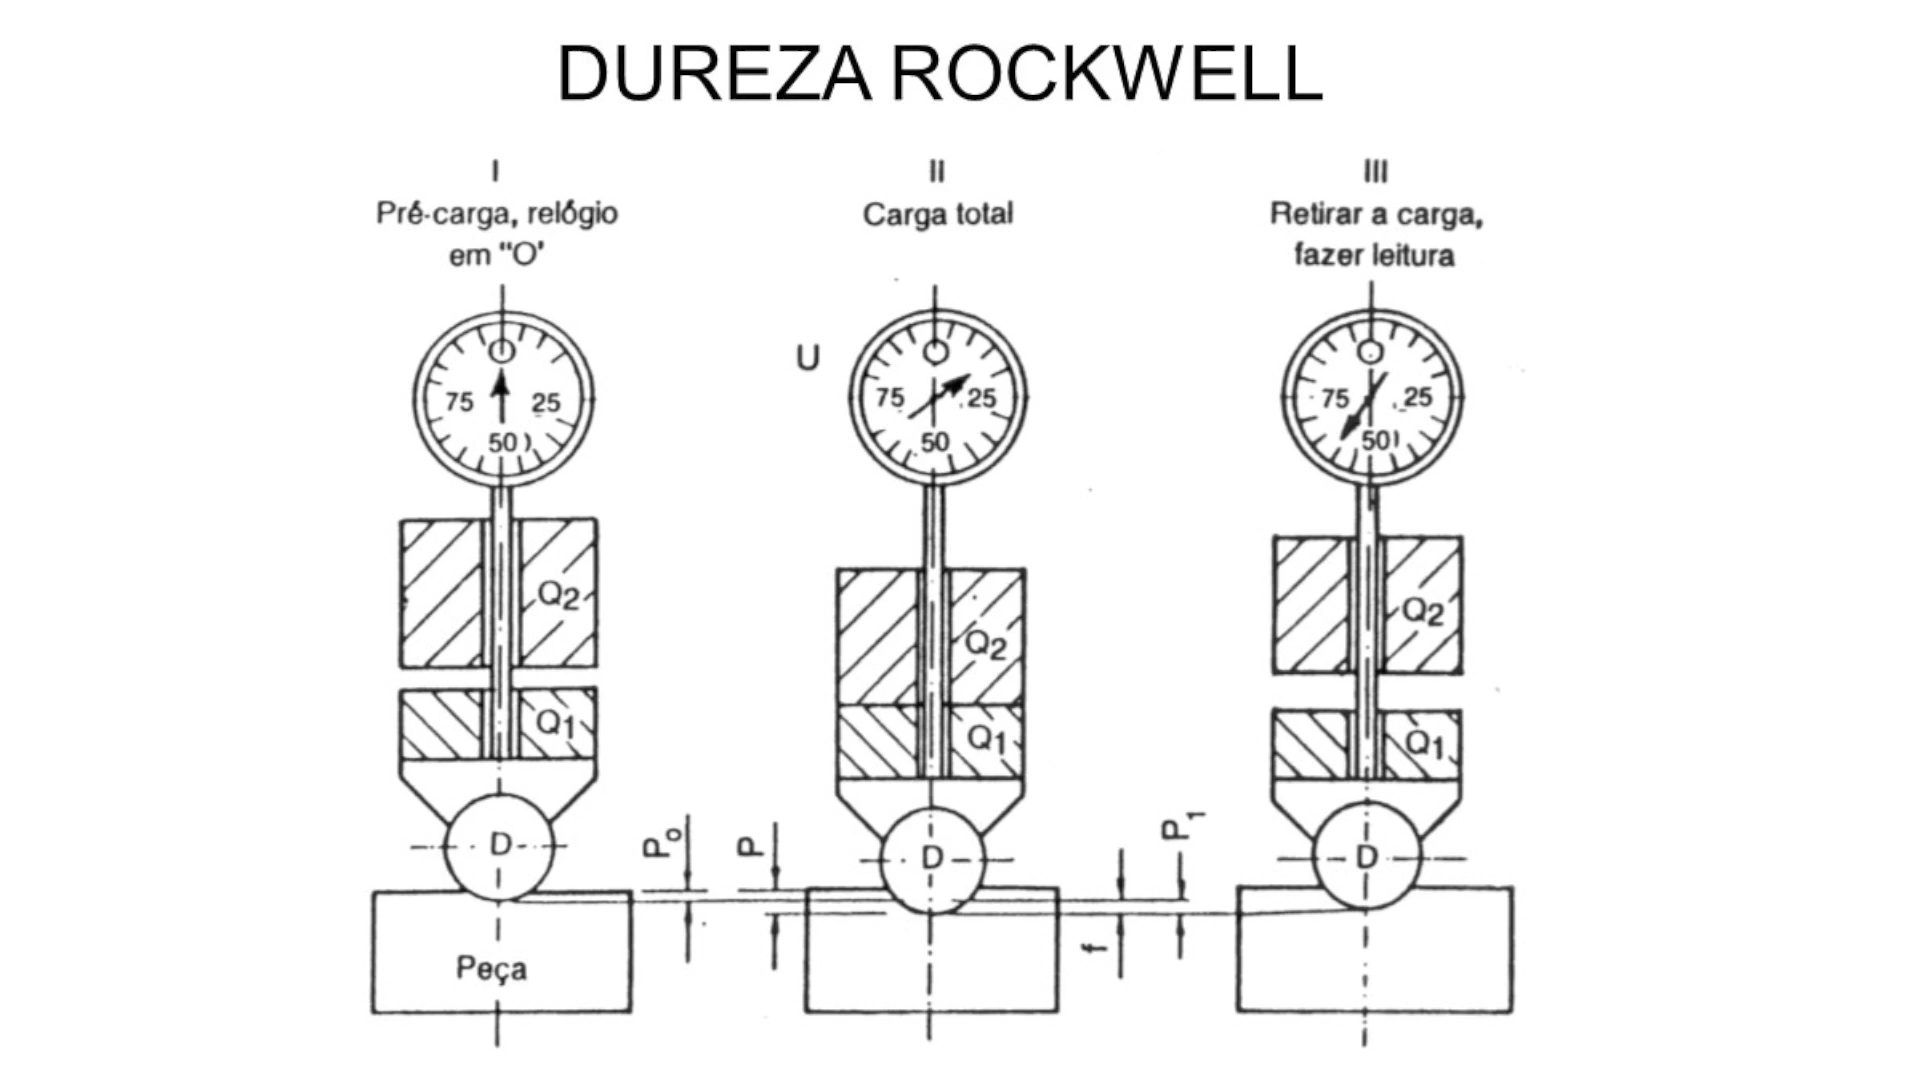 DUREZA ROCKWELL
I
Pré-carga, relógio
em "O'
II
Carga total
III
Retirar a carga,
fazer leitura
O
75 25
50)
U
O
75 25
50
O
75 25
50)
Q2
Q1
Q2
Q1
Q2
Q1
D
D
D
P0
P
P1
f
Peça